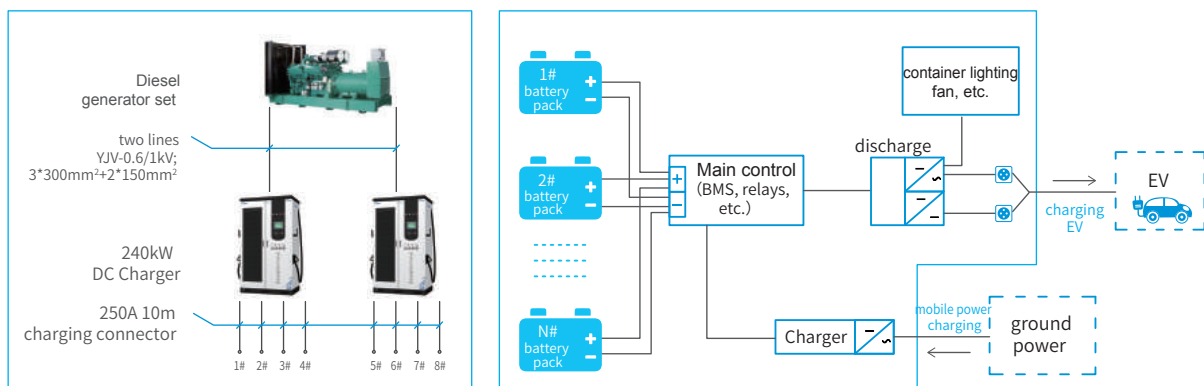 Diesel
generator set
two lines
YJV-0.6/1kV;
3*300mm²+2*150mm²
240kW
DC Charger
250A 10m
charging connector
1# 2# 3# 4# 5# 6# 7# 8#
1#
battery
pack
+
−
2#
battery
pack
+
−
N#
battery
pack
+
−
+
−
Main control
(BMS, relays,
etc.)
discharge
container lighting
fan, etc.
charging
EV
EV
Charger
mobile power
charging
ground
power